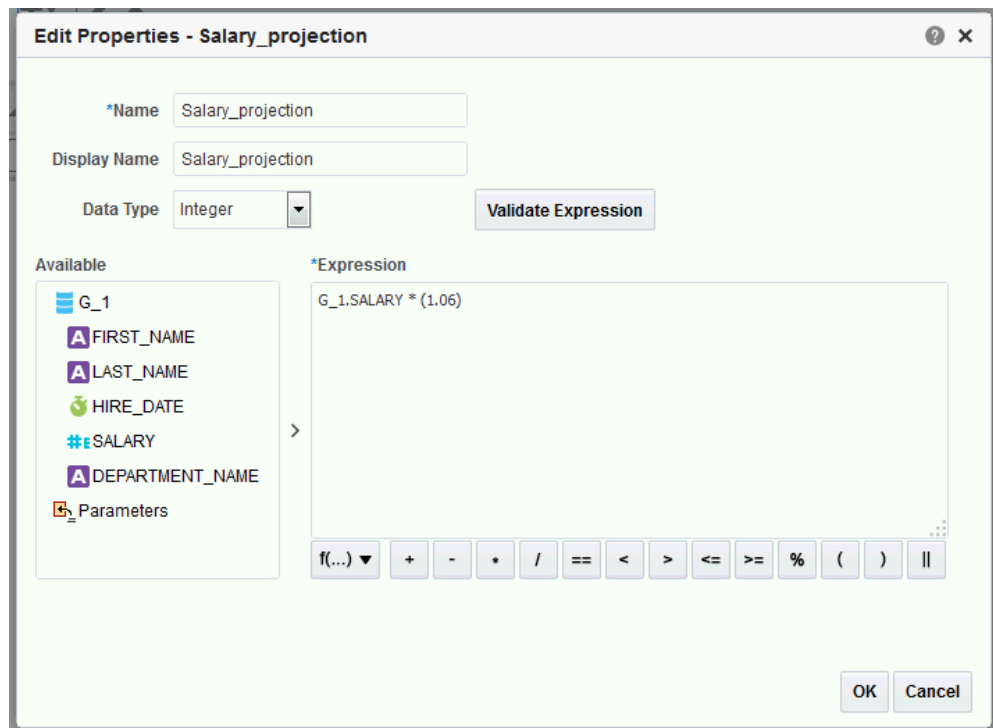 Edit Properties - Salary_projection
*Name Salary_projection
Display Name Salary_projection
Data Type Integer Validate Expression
Available *Expression
G_1 G_1.SALARY * (1.06)
A FIRST_NAME
A LAST_NAME
HIRE_DATE
#E SALARY
A DEPARTMENT_NAME
Parameters
f(...) + - * / == < > <= >= % ( ) ||
OK Cancel